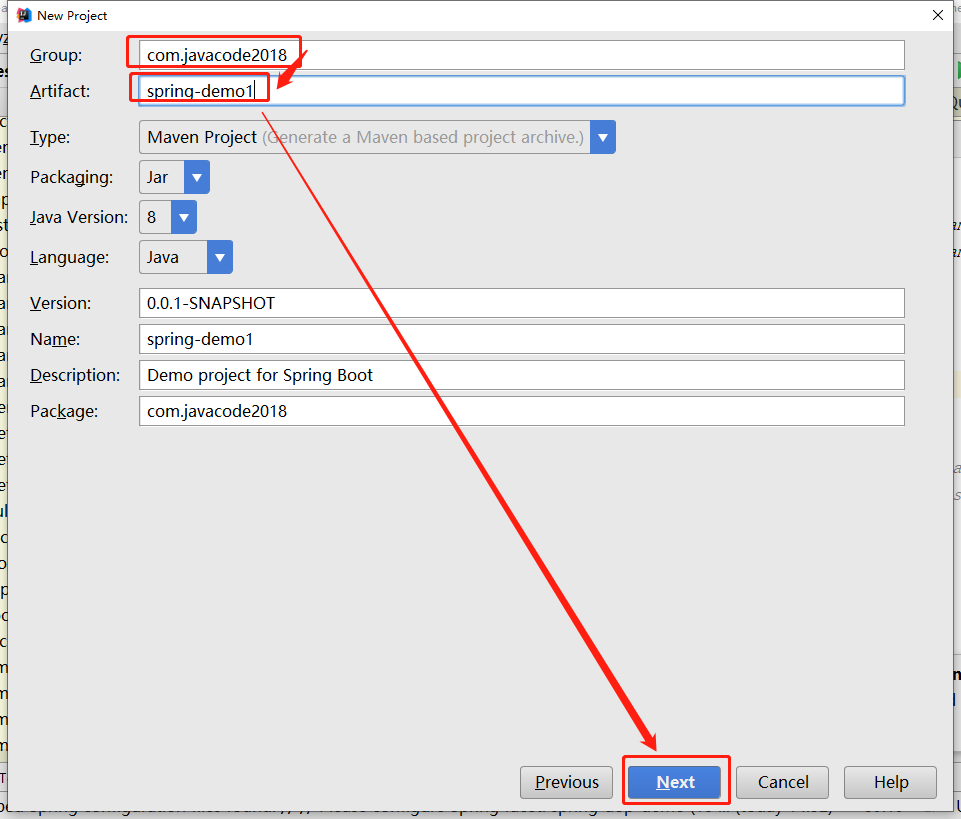 New Project
Group: com.javacode2018
Artifact: spring-demo1
Type: Maven Project (Generate a Maven based project archive.)
Packaging: Jar
Java Version: 8
Language: Java
Version: 0.0.1-SNAPSHOT
Name: spring-demo1
Description: Demo project for Spring Boot
Package: com.javacode2018
Previous Next Cancel Help